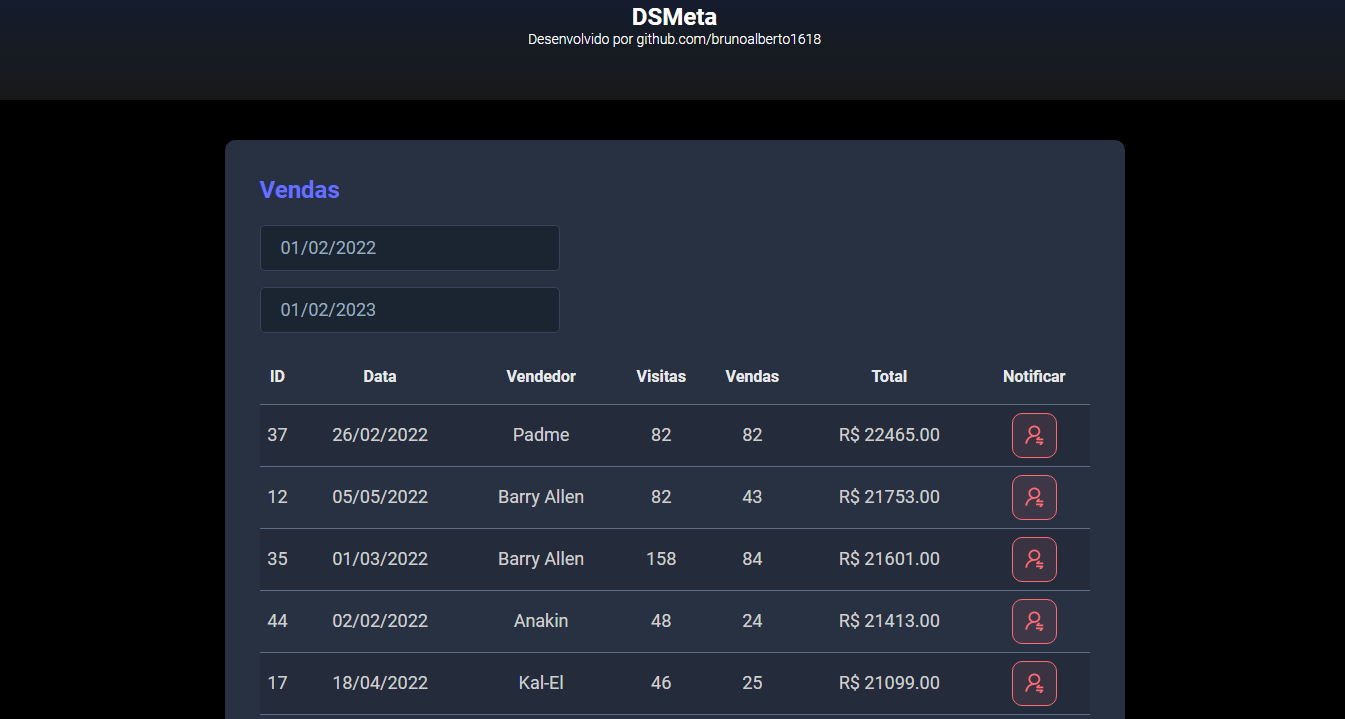 DSMeta
Desenvolvido por github.com/brunoalberto1618
Vendas
01/02/2022
01/02/2023
ID Data Vendedor Visitas Vendas Total Notificar
37 26/02/2022 Padme 82 82 R$ 22465.00
12 05/05/2022 Barry Allen 82 43 R$ 21753.00
35 01/03/2022 Barry Allen 158 84 R$ 21601.00
44 02/02/2022 Anakin 48 24 R$ 21413.00
17 18/04/2022 Kal-El 46 25 R$ 21099.00